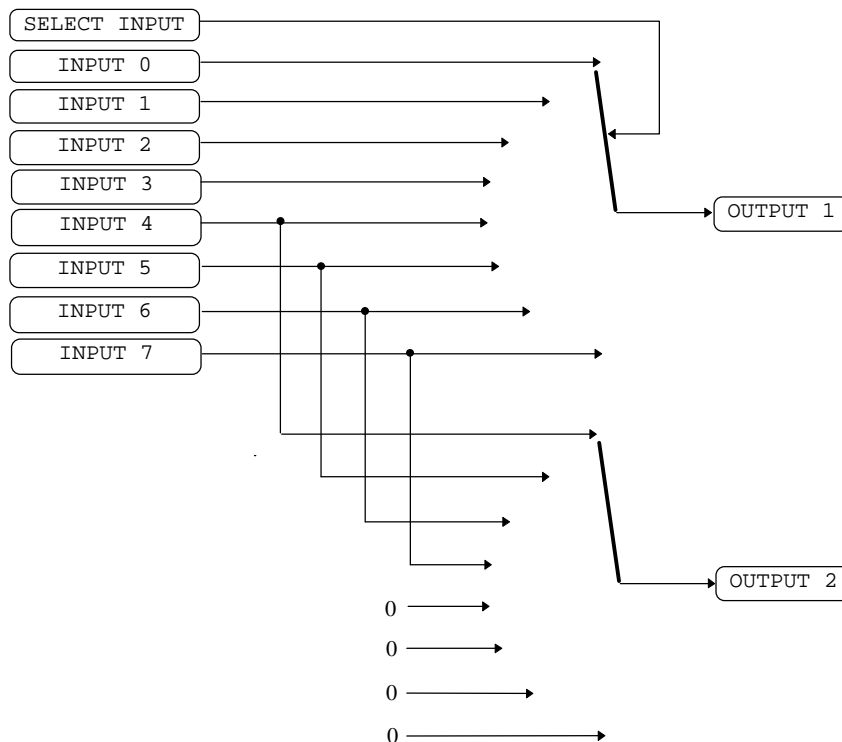 SELECT INPUT
INPUT 0
INPUT 1
INPUT 2
INPUT 3
INPUT 4
INPUT 5
INPUT 6
INPUT 7
OUTPUT 1
OUTPUT 2
0
0
0
0